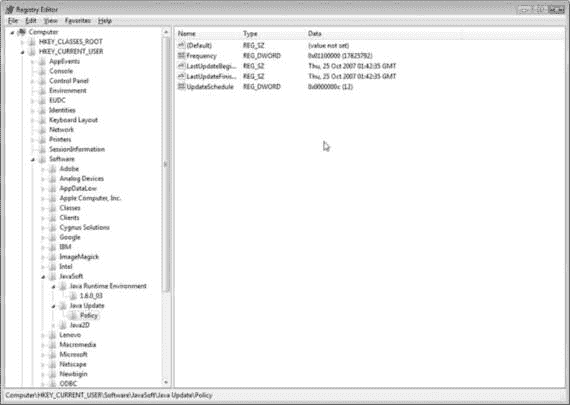 Registry Editor
File Edit View Favorites Help
Computer
HKEY_CLASSES_ROOT
HKEY_CURRENT_USER
AppEvents
Console
Control Panel
Environment
EUDC
Identities
Keyboard Layout
Network
Printers
SessionInformation
Software
Adobe
Analog Devices
AppDataLow
Apple Computer, Inc.
Classes
Clients
Cygnus Solutions
Google
IBM
ImageMagick
Intel
JavaSoft
Java Runtime Environment
1.6.0_03
Java Update
Policy
Java2D
Lenovo
Macromedia
Microsoft
Netscape
Newbigin
ODBC
Name Type Data
(Default) REG_SZ (value not set)
Frequency REG_DWORD 0x01100000 (17825792)
LastUpdateBegi... REG_SZ Thu, 25 Oct 2007 01:42:35 GMT
LastUpdateFinis... REG_SZ Thu, 25 Oct 2007 01:42:35 GMT
UpdateSchedule REG_DWORD 0x0000000c (12)
Computer\HKEY_CURRENT_USER\Software\JavaSoft\Java Update\Policy